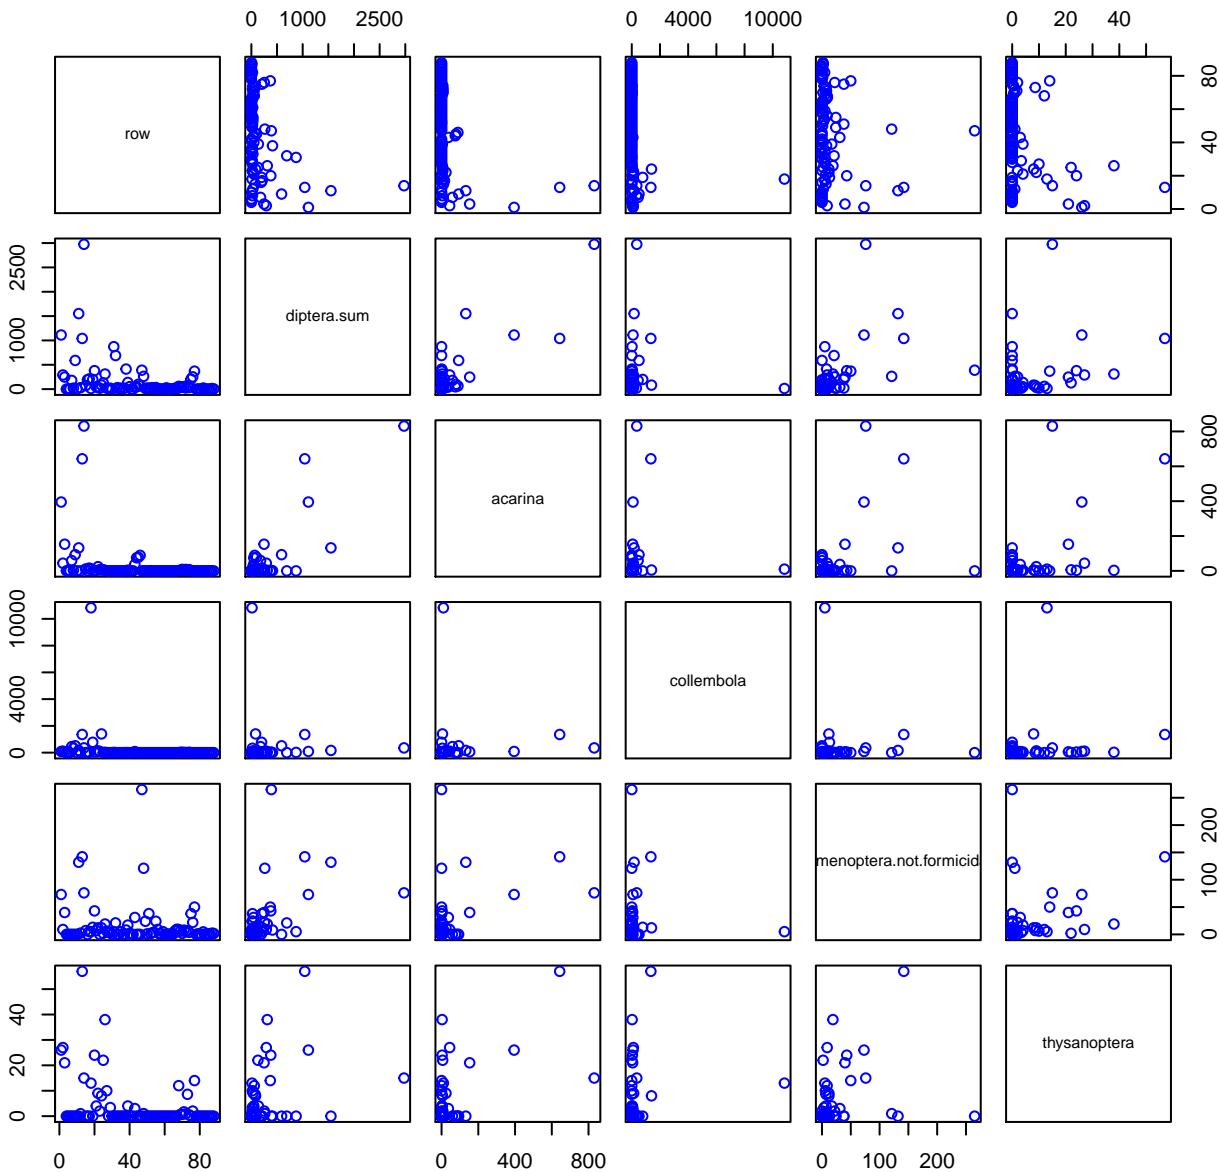 0 1000 2500 0 4000 10000 0 20 40
row 0 40 80
0 1000 2500 diptera.sum
acarina 0 400 800
0 4000 10000 collembola
menoptera.not.formicid 0 100 200
0 20 40 thysanoptera
0 40 80 0 400 800 0 100 200